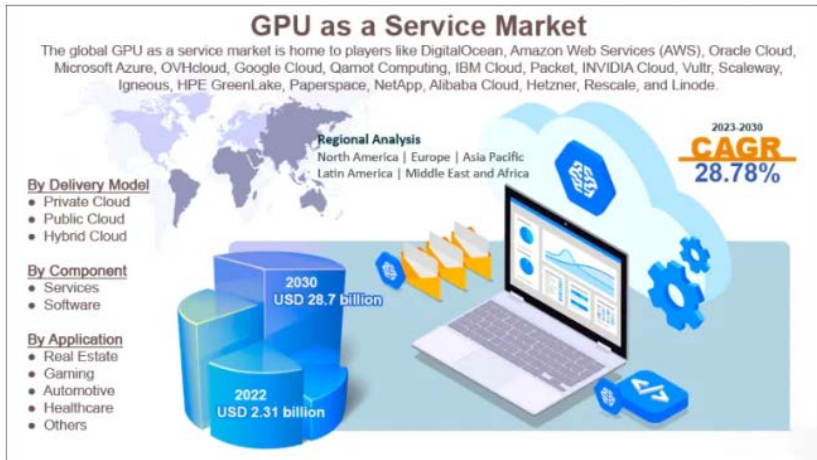 GPU as a Service Market
The global GPU as a service market is home to players like DigitalOcean, Amazon Web Services (AWS), Oracle Cloud,
Microsoft Azure, OVHcloud, Google Cloud, Qamot Computing, IBM Cloud, Packet, INVIDIA Cloud, Vultr, Scaleway,
Igneous, HPE GreenLake, Paperspace, NetApp, Alibaba Cloud, Hetzner, Rescale, and Linode.
Regional Analysis
North America | Europe | Asia Pacific
Latin America | Middle East and Africa
2023-2030
CAGR
28.78%
By Delivery Model
● Private Cloud
● Public Cloud
● Hybrid Cloud
By Component
● Services
● Software
By Application
● Real Estate
● Gaming
● Automotive
● Healthcare
● Others
2030
USD 28.7 billion
2022
USD 2.31 billion
</>